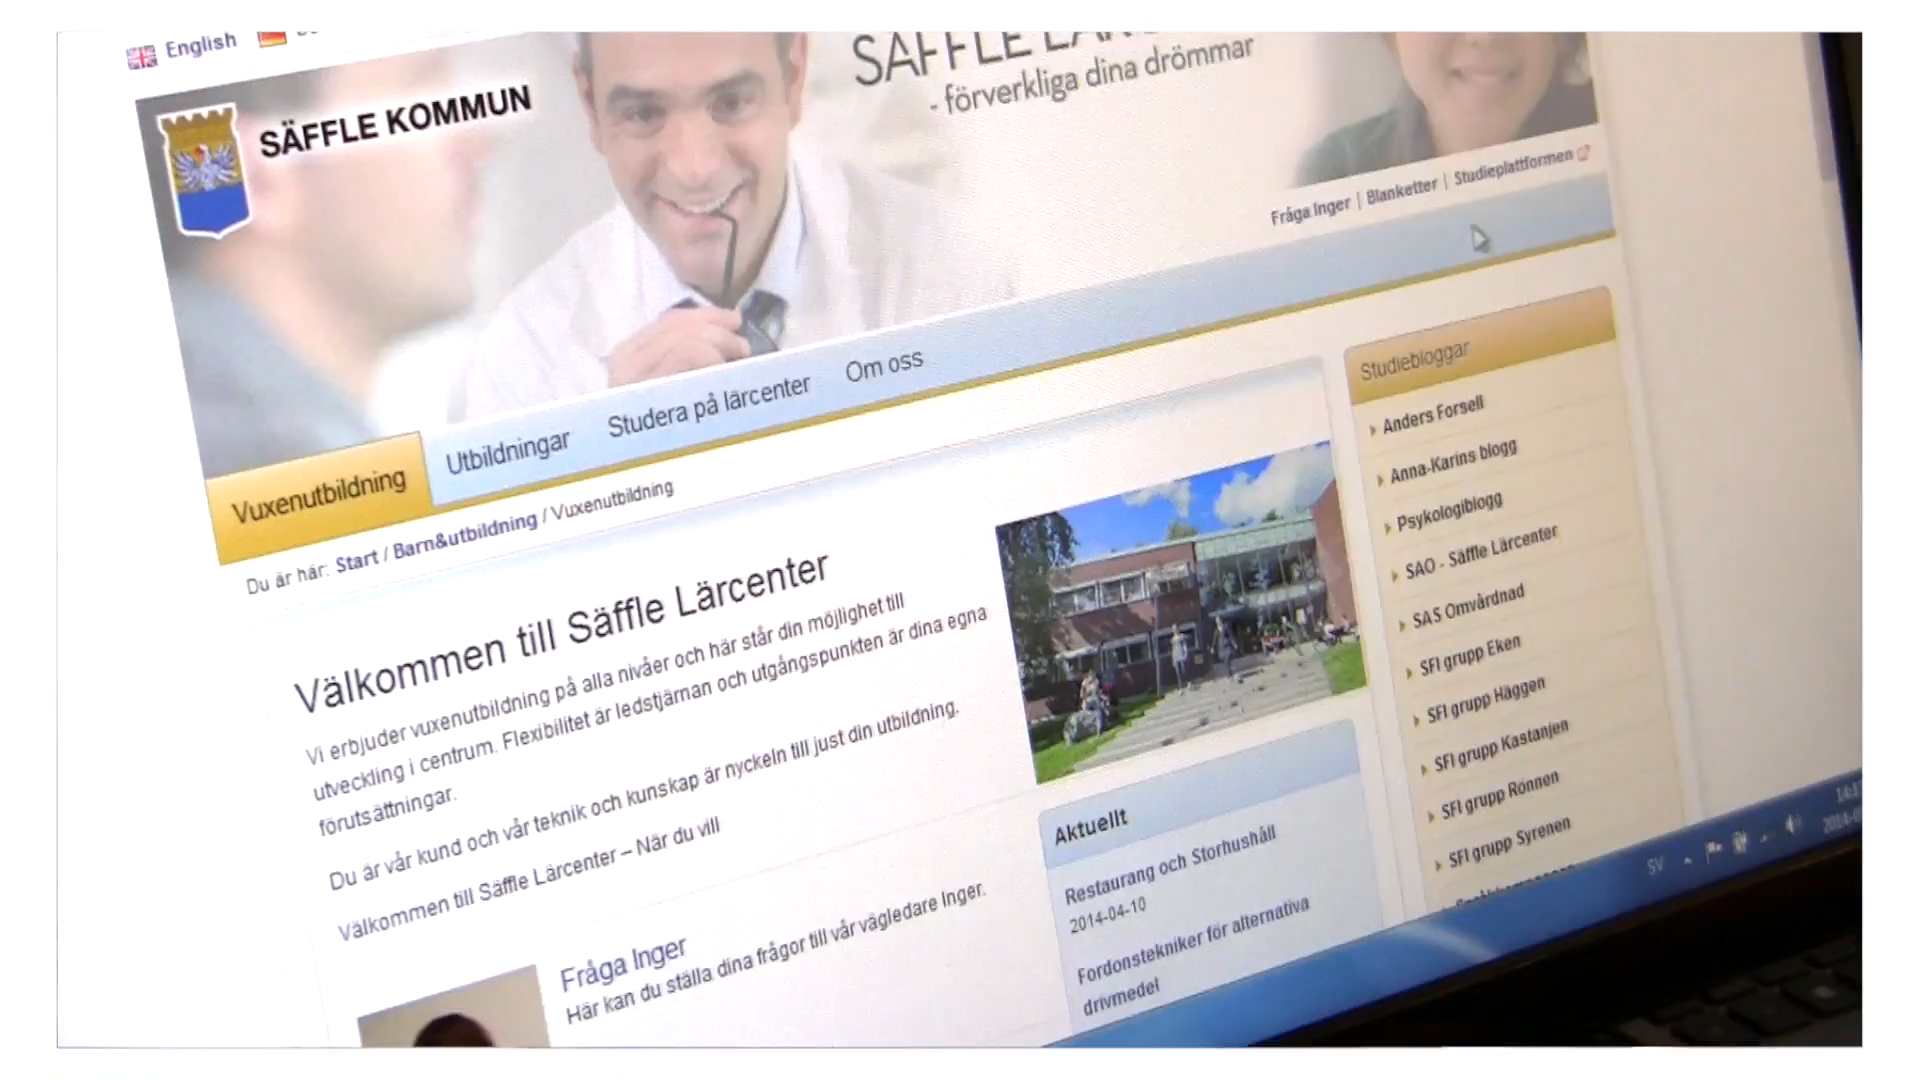 English
SÄFFLE KOMMUN
SÄFFLE
- förverkliga dina drömmar
Fråga Inger | Blanketter | Studieplattformen
Vuxenutbildning
Utbildningar
Studera på lärcenter
Om oss
Du är här: Start / Barn&utbildning / Vuxenutbildning
Välkommen till Säffle Lärcenter
Vi erbjuder vuxenutbildning på alla nivåer och här står din möjlighet till
utveckling i centrum. Flexibilitet är ledstjärnan och utgångspunkten är dina egna
förutsättningar.
Du är vår kund och vår teknik och kunskap är nyckeln till just din utbildning.
Välkommen till Säffle Lärcenter – När du vill
Fråga Inger
Här kan du ställa dina frågor till vår vägledare Inger.
Aktuellt
Restaurang och Storhushåll
2014-04-10
Fordonstekniker för alternativa
drivmedel
Studiebloggar
Anders Forsell
Anna-Karins blogg
Psykologiblogg
SAO - Säffle Lärcenter
SAS Omvårdnad
SFI grupp Eken
SFI grupp Häggen
SFI grupp Kastanjen
SFI grupp Rönnen
SFI grupp Syrenen
SV